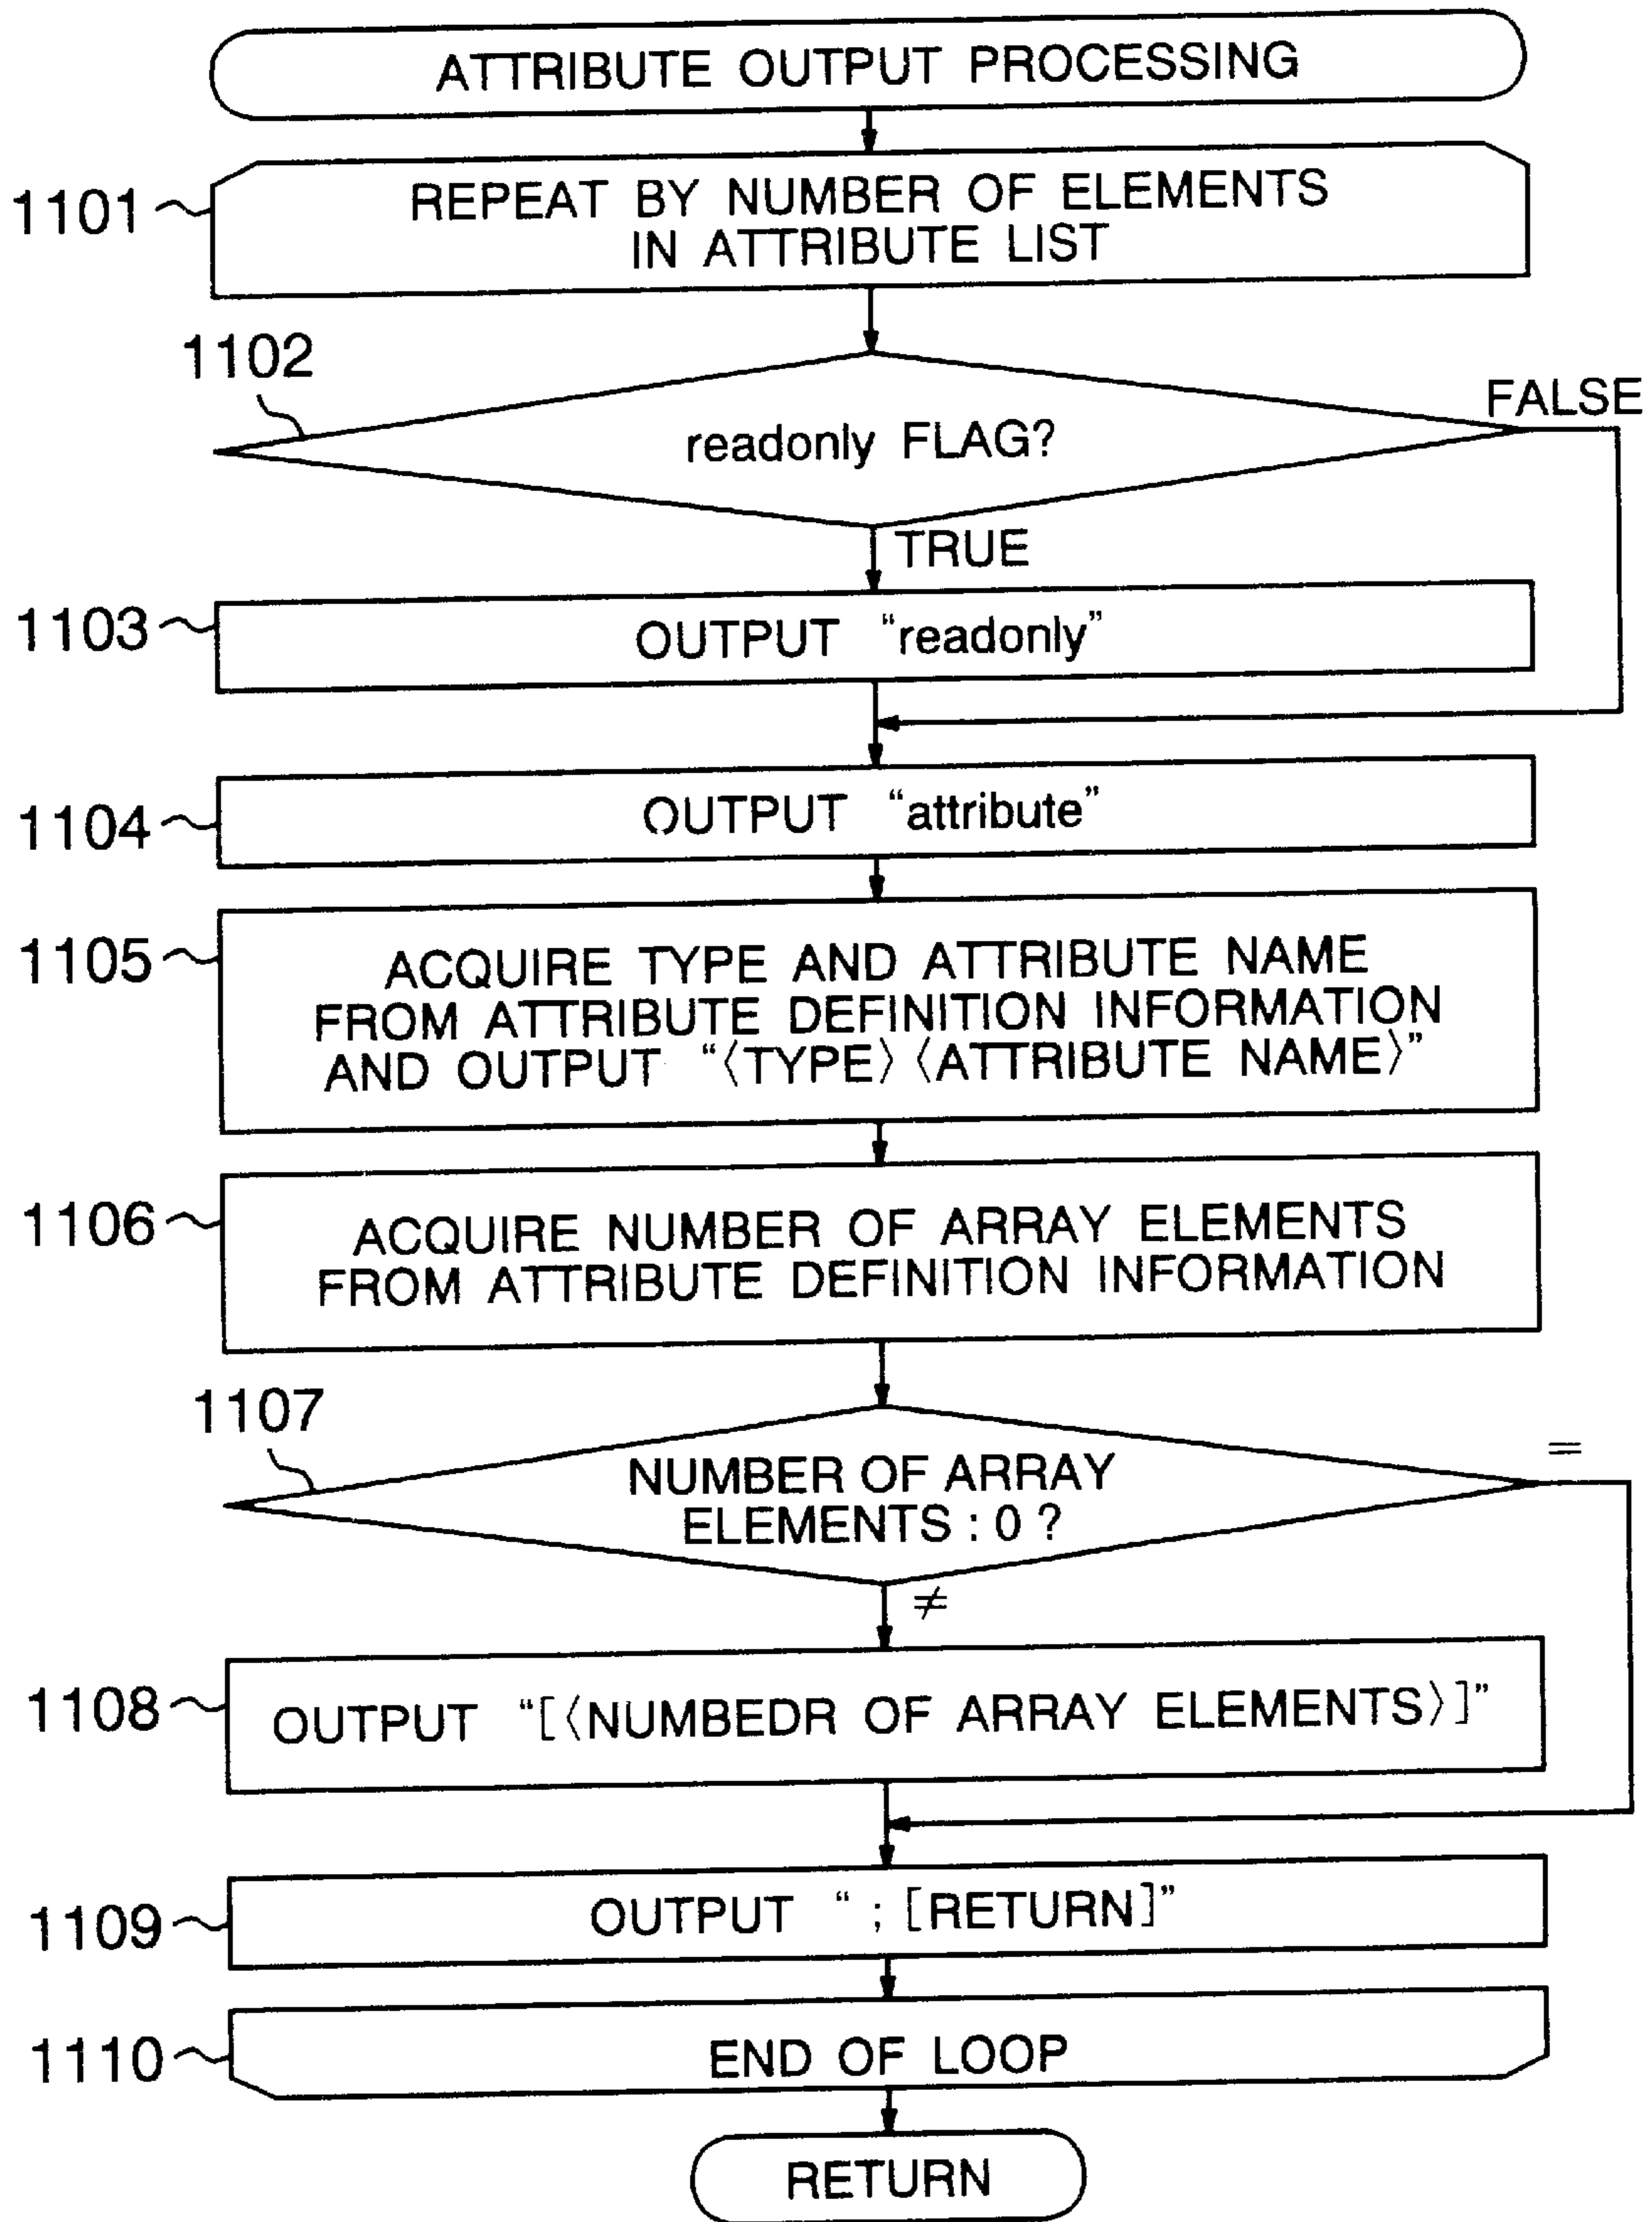 ATTRIBUTE OUTPUT PROCESSING
1101
REPEAT BY NUMBER OF ELEMENTS
IN ATTRIBUTE LIST
1102
readonly FLAG?
FALSE
TRUE
1103
OUTPUT “readonly”
1104
OUTPUT “attribute”
1105
ACQUIRE TYPE AND ATTRIBUTE NAME
FROM ATTRIBUTE DEFINITION INFORMATION
AND OUTPUT “〈TYPE〉〈ATTRIBUTE NAME〉”
1106
ACQUIRE NUMBER OF ARRAY ELEMENTS
FROM ATTRIBUTE DEFINITION INFORMATION
1107
NUMBER OF ARRAY
ELEMENTS : 0 ?
=
≠
1108
OUTPUT “[〈NUMBEDR OF ARRAY ELEMENTS〉]”
1109
OUTPUT “ ; [RETURN]”
1110
END OF LOOP
RETURN